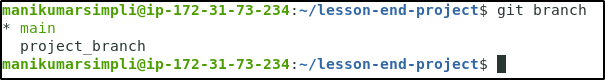 manikumarsimpli@ip-172-31-73-234:~/lesson-end-project$ git branch
* main
  project_branch
manikumarsimpli@ip-172-31-73-234:~/lesson-end-project$